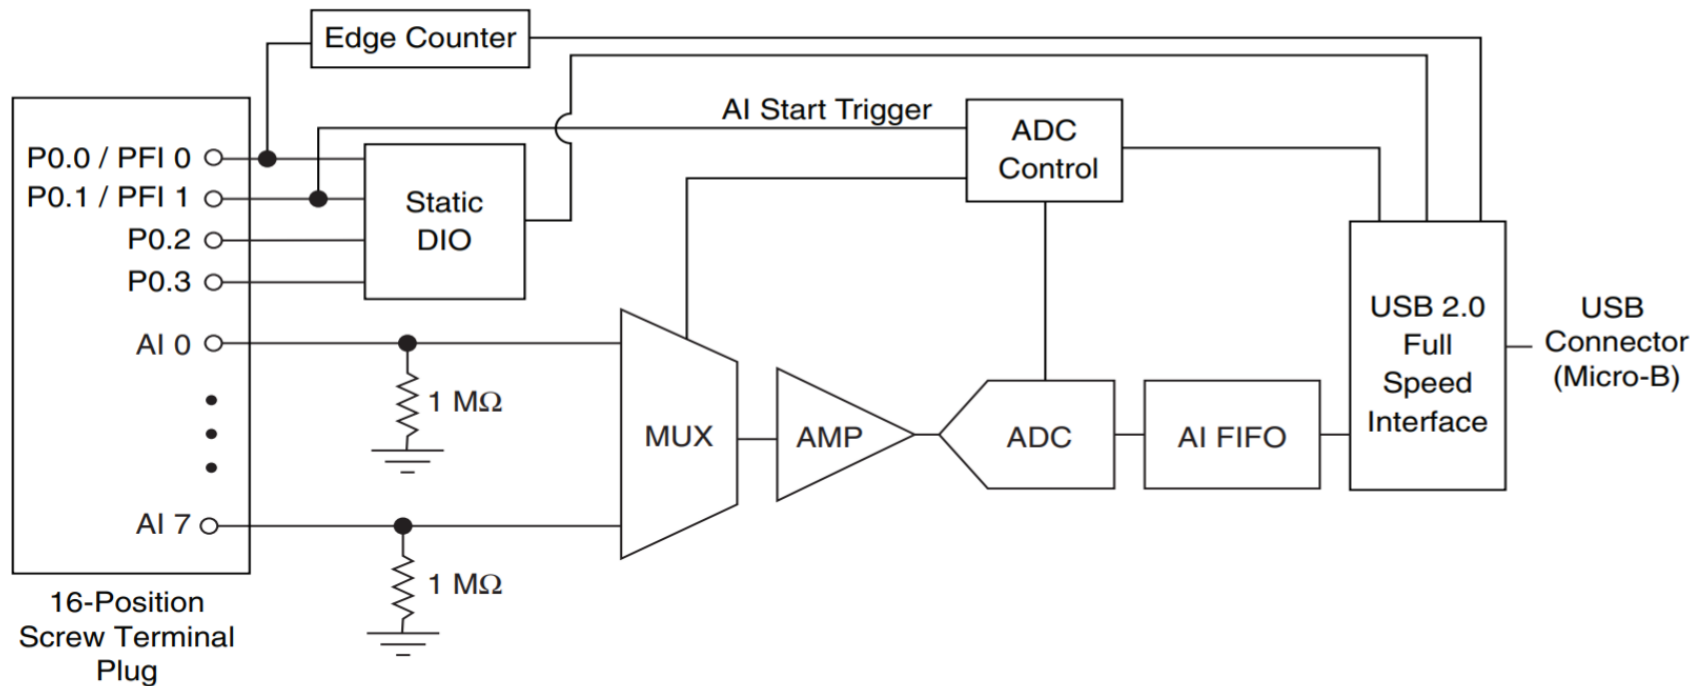 Edge Counter
AI Start Trigger
ADC
Control
P0.0 / PFI 0
P0.1 / PFI 1
P0.2
P0.3
Static
DIO
AI 0
1 MΩ
MUX
AMP
ADC
AI FIFO
USB 2.0
Full
Speed
Interface
USB
Connector
(Micro-B)
AI 7
1 MΩ
16-Position
Screw Terminal
Plug